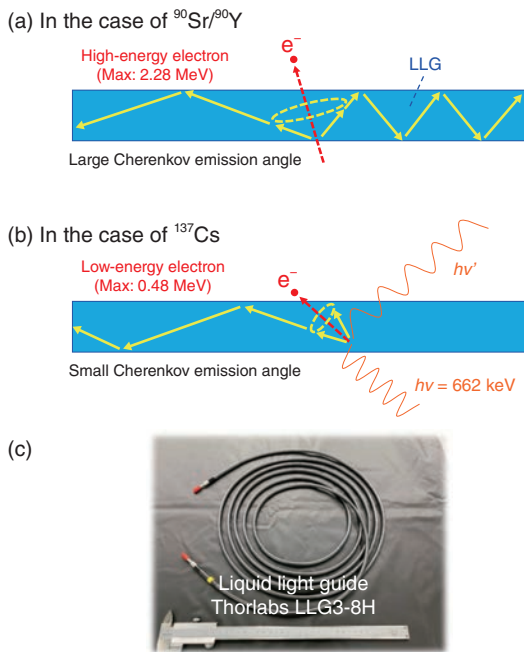 (a) In the case of ⁹⁰Sr/⁹⁰Y
e⁻
High-energy electron
(Max: 2.28 MeV)
LLG
Large Cherenkov emission angle
(b) In the case of ¹³⁷Cs
Low-energy electron
(Max: 0.48 MeV)
e⁻
hν'
Small Cherenkov emission angle
hν = 662 keV
(c)
Liquid light guide
Thorlabs LLG3-8H